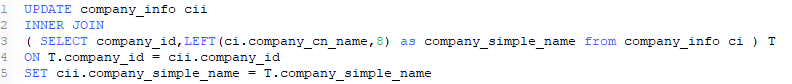 1 UPDATE company_info cii
2 INNER JOIN
3 ( SELECT company_id,LEFT(ci.company_cn_name,8) as company_simple_name from company_info ci ) T
4 ON T.company_id = cii.company_id
5 SET cii.company_simple_name = T.company_simple_name